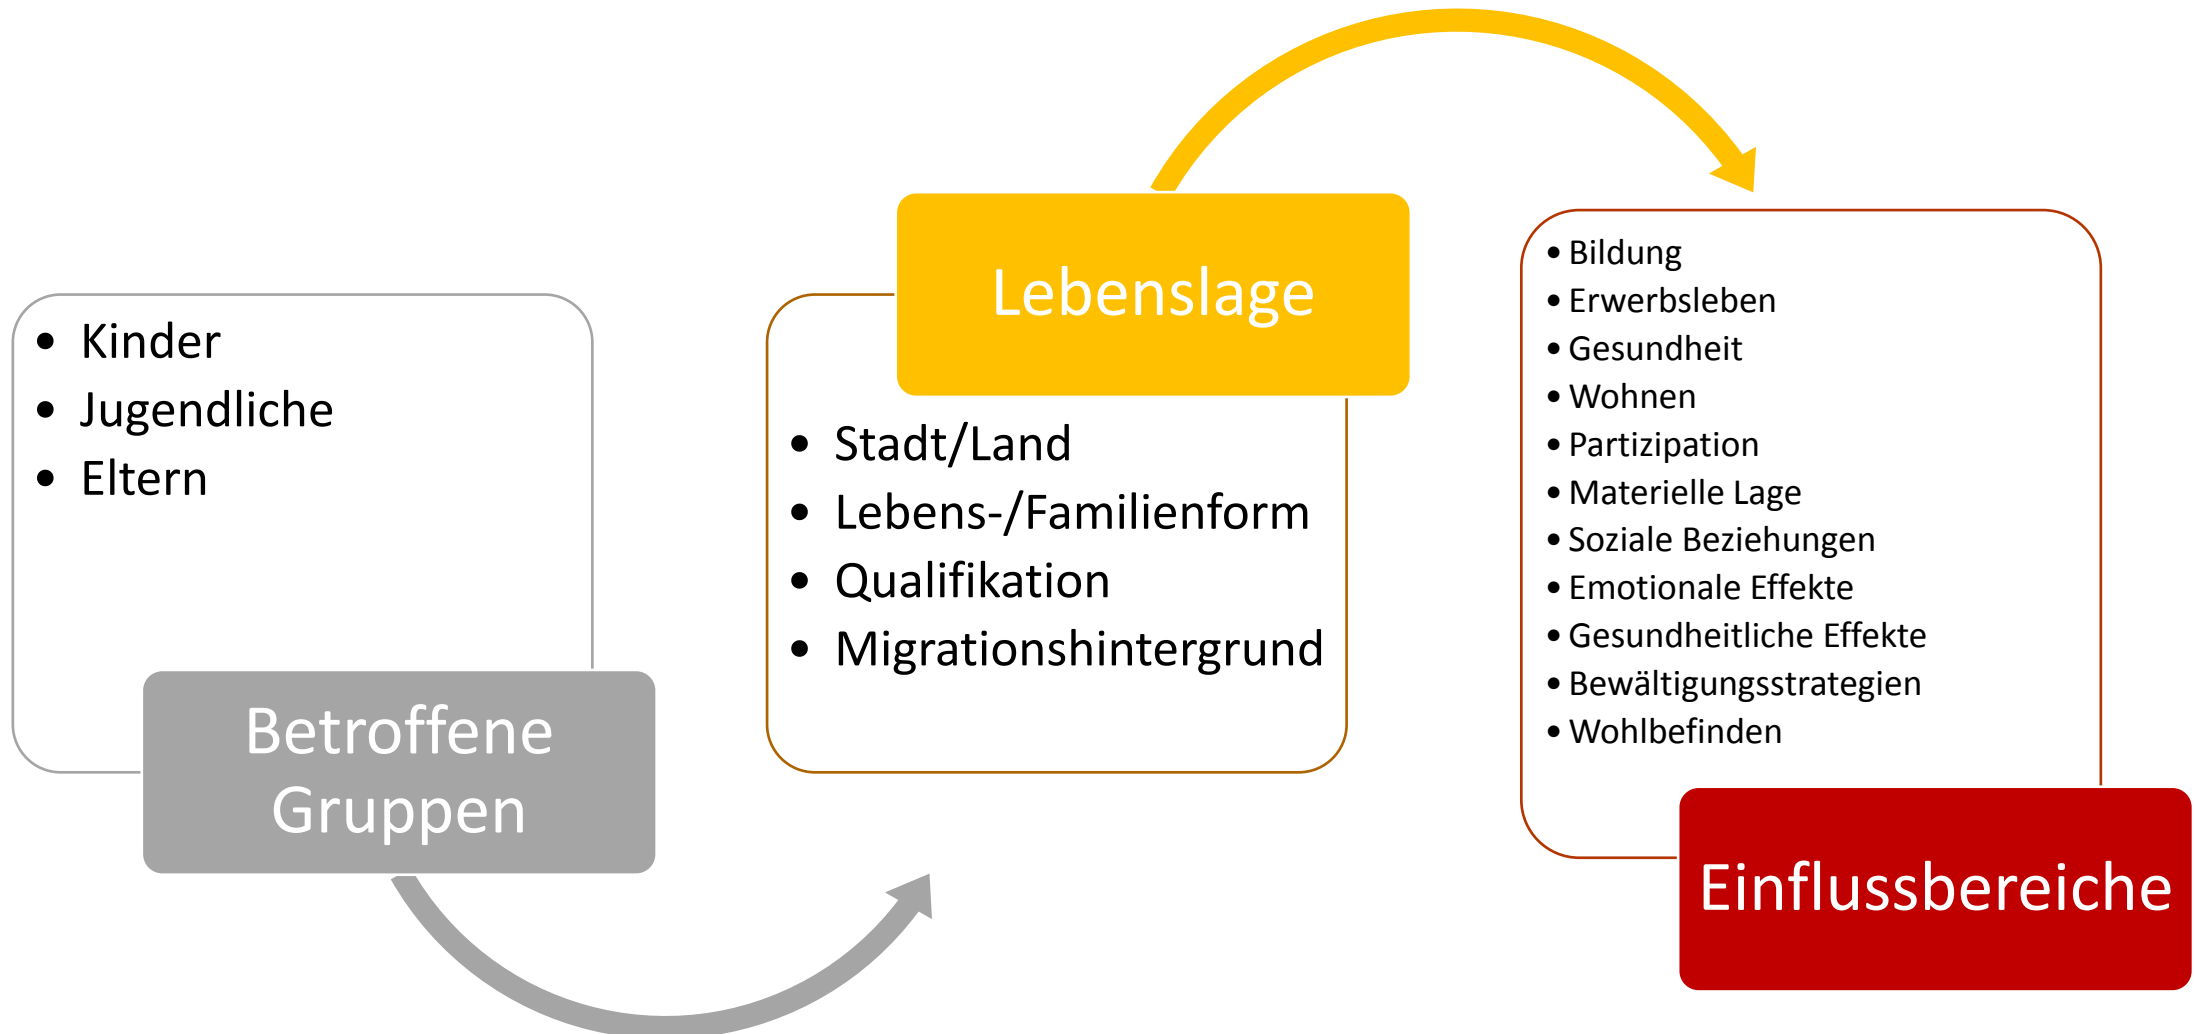 • Kinder
• Jugendliche
• Eltern
Betroffene
Gruppen
Lebenslage
• Stadt/Land
• Lebens-/Familienform
• Qualifikation
• Migrationshintergrund
• Bildung
• Erwerbsleben
• Gesundheit
• Wohnen
• Partizipation
• Materielle Lage
• Soziale Beziehungen
• Emotionale Effekte
• Gesundheitliche Effekte
• Bewältigungsstrategien
• Wohlbefinden
Einflussbereiche